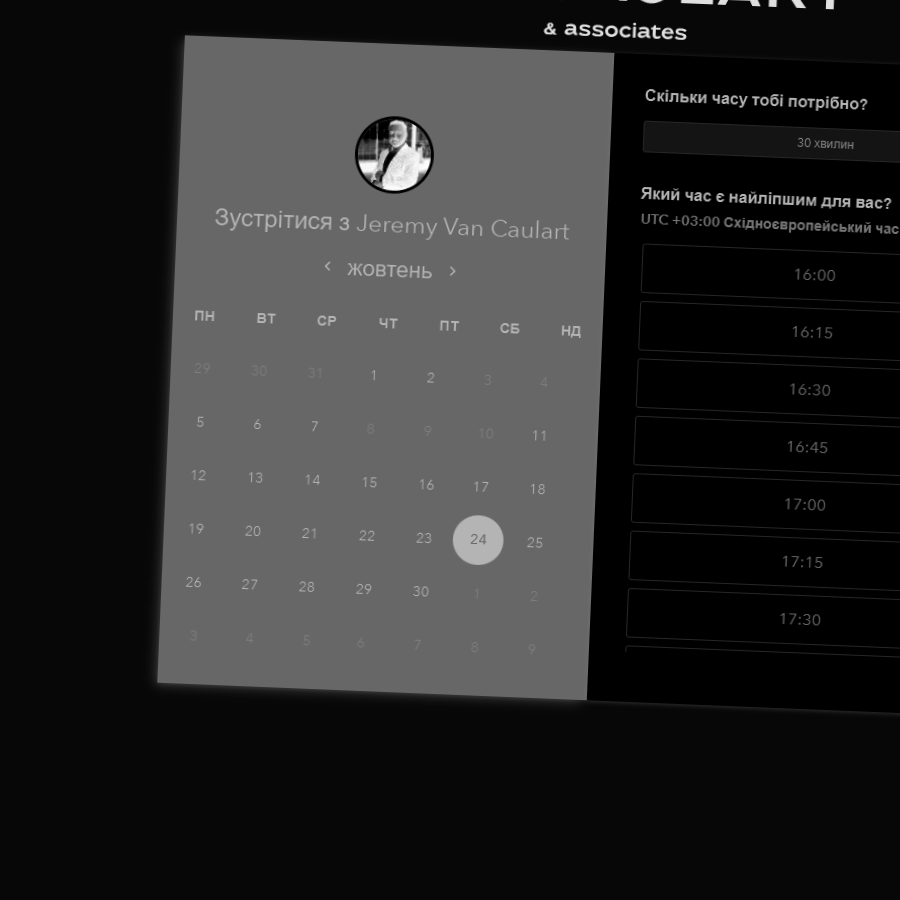 & associates
Зустрітися з Jeremy Van Caulart
‹ жовтень ›
ПН ВТ СР ЧТ ПТ СБ НД
29 30 31 1 2 3 4
5 6 7 8 9 10 11
12 13 14 15 16 17 18
19 20 21 22 23 24 25
26 27 28 29 30 1 2
3 4 5 6 7 8 9
Скільки часу тобі потрібно?
30 хвилин
Який час є найліпшим для вас?
UTC +03:00 Східноєвропейський час
16:00
16:15
16:30
16:45
17:00
17:15
17:30